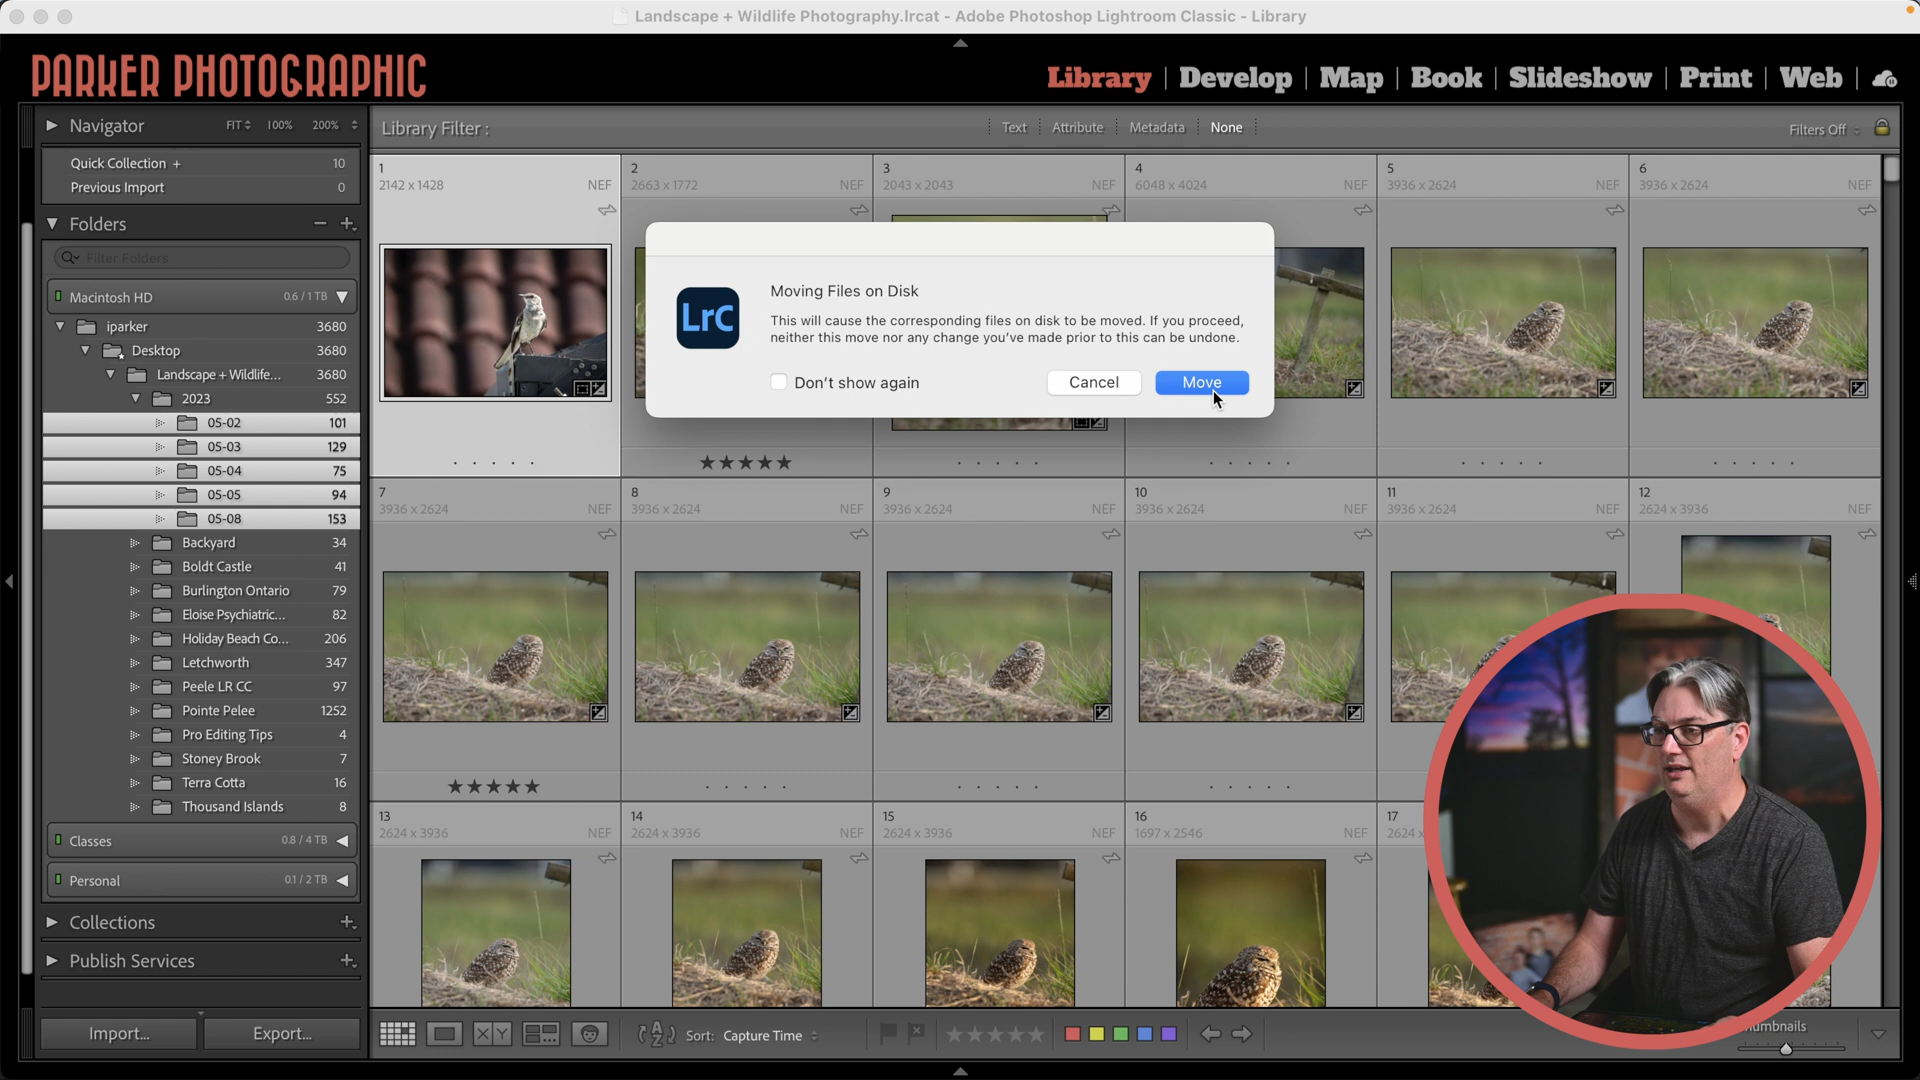 Landscape + Wildlife Photography.lrcat - Adobe Photoshop Lightroom Classic - Library
PARKER PHOTOGRAPHIC
Library | Develop | Map | Book | Slideshow | Print | Web |
Navigator FIT 100% 200%
Quick Collection + 10
Previous Import 0
Folders
Filter Folders
Macintosh HD 0.6 / 1 TB
iparker 3680
Desktop 3680
Landscape + Wildlife... 3680
2023 552
05-02 101
05-03 129
05-04 75
05-05 94
05-08 153
Backyard 34
Boldt Castle 41
Burlington Ontario 79
Eloise Psychiatric... 82
Holiday Beach Co... 206
Letchworth 347
Peele LR CC 97
Pointe Pelee 1252
Pro Editing Tips 4
Stoney Brook 7
Terra Cotta 16
Thousand Islands 8
Classes 0.8 / 4 TB
Personal 0.1 / 2 TB
Collections
Publish Services
Import... Export...
Library Filter : Text Attribute Metadata None Filters Off
1 2 3 4 5 6
2142 x 1428 NEF 2663 x 1772 NEF 2043 x 2043 NEF 6048 x 4024 NEF 3936 x 2624 NEF 3936 x 2624 NEF
LrC
Moving Files on Disk
This will cause the corresponding files on disk to be moved. If you proceed,
neither this move nor any change you've made prior to this can be undone.
Don't show again Cancel Move
7 8 9 10 11 12
3936 x 2624 NEF 3936 x 2624 NEF 3936 x 2624 NEF 3936 x 2624 NEF 3936 x 2624 NEF 2624 x 3936 NEF
13 14 15 16 17
2624 x 3936 NEF 2624 x 3936 NEF 2624 x 3936 NEF 1697 x 2546 NEF 2624 x
XY Sort: Capture Time